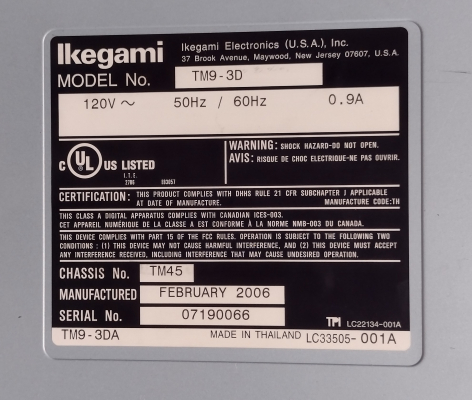 Ikegami Ikegami Electronics (U.S.A.), Inc.
37 Brook Avenue, Maywood, New Jersey 07607, U.S.A.
MODEL No. TM9-3D
120V ~ 50Hz / 60Hz 0.9A
C UL US LISTED
I.T.E.
WARNING: SHOCK HAZARD-DO NOT OPEN.
AVIS: RISQUE DE CHOC ELECTRIQUE-NE PAS OUVRIR.
CERTIFICATION: THIS PRODUCT COMPLIES WITH DHHS RULE 21 CFR SUBCHAPTER J APPLICABLE
AT DATE OF MANUFACTURE. MANUFACTURE CODE:TH
THIS CLASS A DIGITAL APPARATUS COMPLIES WITH CANADIAN ICES-003.
CET APPAREIL NUMÉRIQUE DE LA CLASSE A EST CONFORME À LA NORME NMB-003 DU CANADA.
THIS DEVICE COMPLIES WITH PART 15 OF THE FCC RULES. OPERATION IS SUBJECT TO THE FOLLOWING TWO
CONDITIONS : (1) THIS DEVICE MAY NOT CAUSE HARMFUL INTERFERENCE, AND (2) THIS DEVICE MUST ACCEPT
ANY INTERFERENCE RECEIVED, INCLUDING INTERFERENCE THAT MAY CAUSE UNDESIRED OPERATION.
CHASSIS No. TM45
MANUFACTURED FEBRUARY 2006
SERIAL No. 07190066
TPI LC22134-001A
TM9-3DA MADE IN THAILAND LC33505-001A